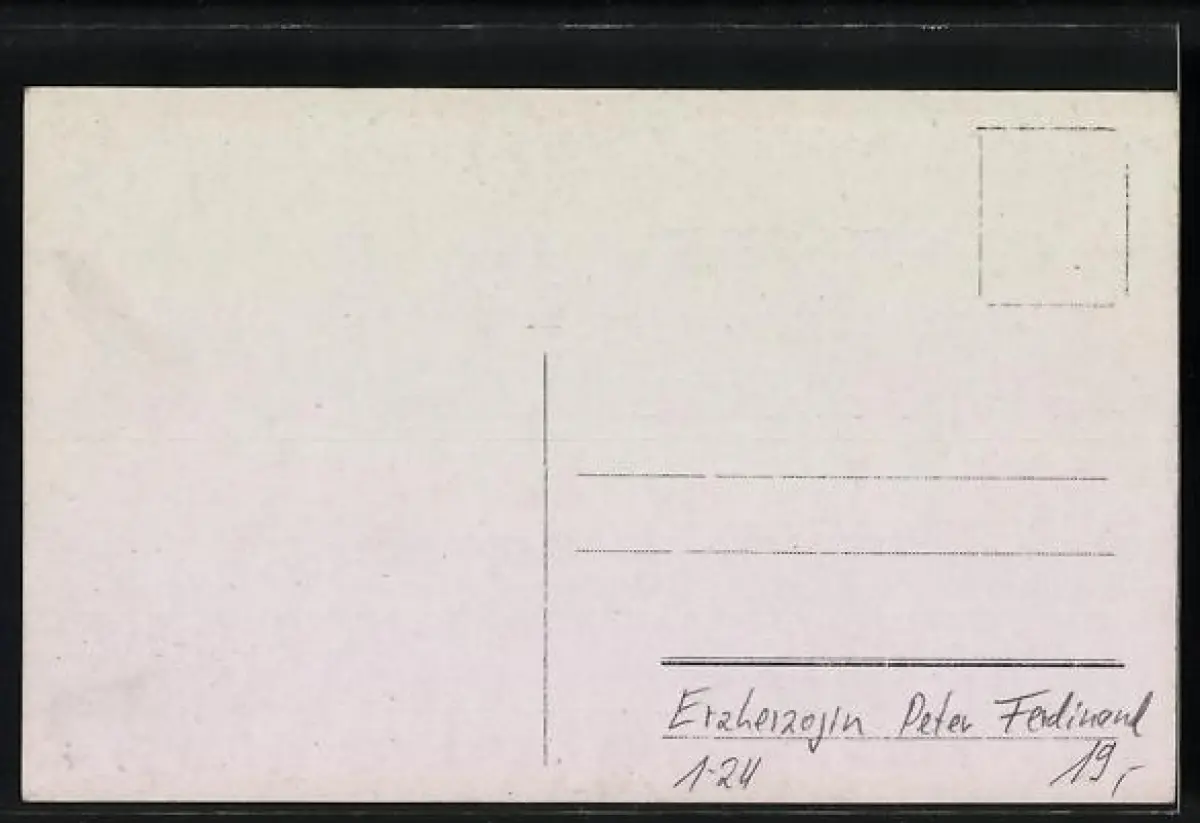 Erzherzogin Peter Ferdinand
1-24 19,-